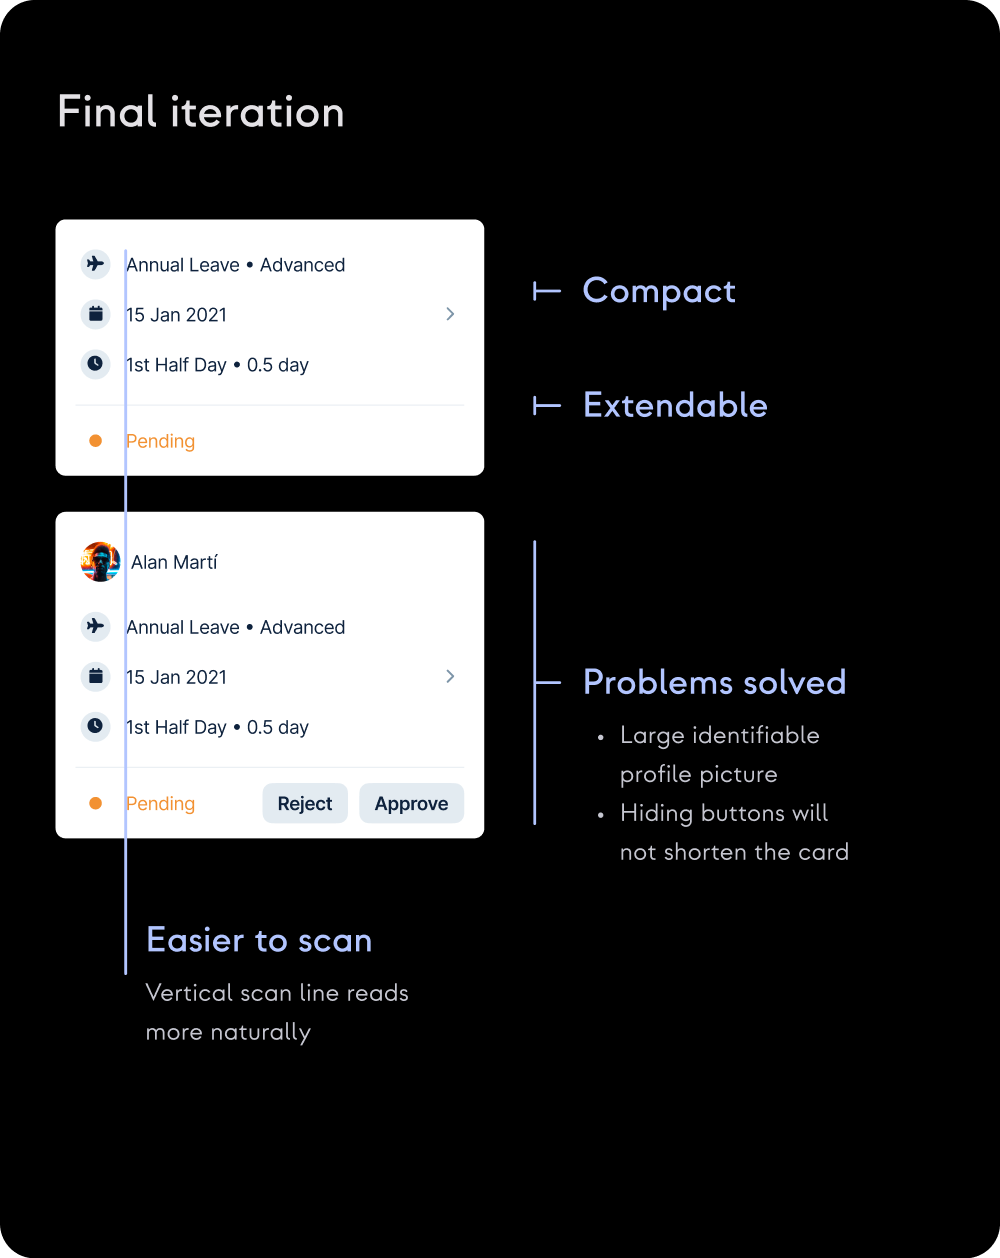 Final iteration
Annual Leave • Advanced
15 Jan 2021
1st Half Day • 0.5 day
Pending
Compact
Extendable
Alan Martí
Annual Leave • Advanced
15 Jan 2021
1st Half Day • 0.5 day
Pending
Reject
Approve
Problems solved
• Large identifiable
profile picture
• Hiding buttons will
not shorten the card
Easier to scan
Vertical scan line reads
more naturally